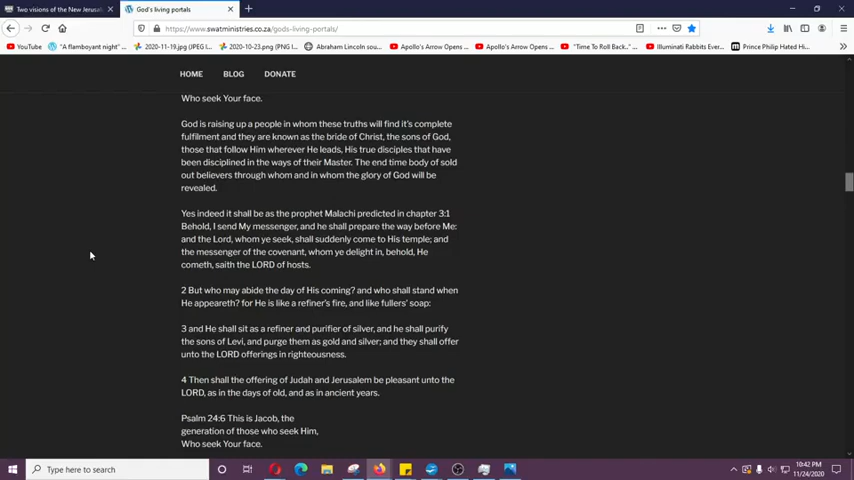 Two visions of the New Jerusale
God's living portals
https://www.swatministries.co.za/gods-living-portals/
YouTube
"A flamboyant night"
2020-11-19.jpg (JPEG I...
2020-10-23.png (PNG I...
Abraham Lincoln sou...
Apollo's Arrow Opens ...
Apollo's Arrow Opens ...
"Time To Roll Back..."
Illuminati Rabbits Ever...
Prince Philip Hated Hi...
HOME BLOG DONATE
Who seek Your face.
God is raising up a people in whom these truths will find it's complete
fulfilment and they are known as the bride of Christ, the sons of God,
those that follow Him wherever He leads, His true disciples that have
been disciplined in the ways of their Master. The end time body of sold
out believers through whom and in whom the glory of God will be
revealed.
Yes indeed it shall be as the prophet Malachi predicted in chapter 3:1
Behold, I send My messenger, and he shall prepare the way before Me:
and the Lord, whom ye seek, shall suddenly come to His temple; and
the messenger of the covenant, whom ye delight in, behold, He
cometh, saith the LORD of hosts.
2 But who may abide the day of His coming? and who shall stand when
He appeareth? for He is like a refiner's fire, and like fullers' soap:
3 and He shall sit as a refiner and purifier of silver, and he shall purify
the sons of Levi, and purge them as gold and silver; and they shall offer
unto the LORD offerings in righteousness.
4 Then shall the offering of Judah and Jerusalem be pleasant unto the
LORD, as in the days of old, and as in ancient years.
Psalm 24:6 This is Jacob, the
generation of those who seek Him,
Who seek Your face.
Type here to search
10:42 PM
11/24/2020